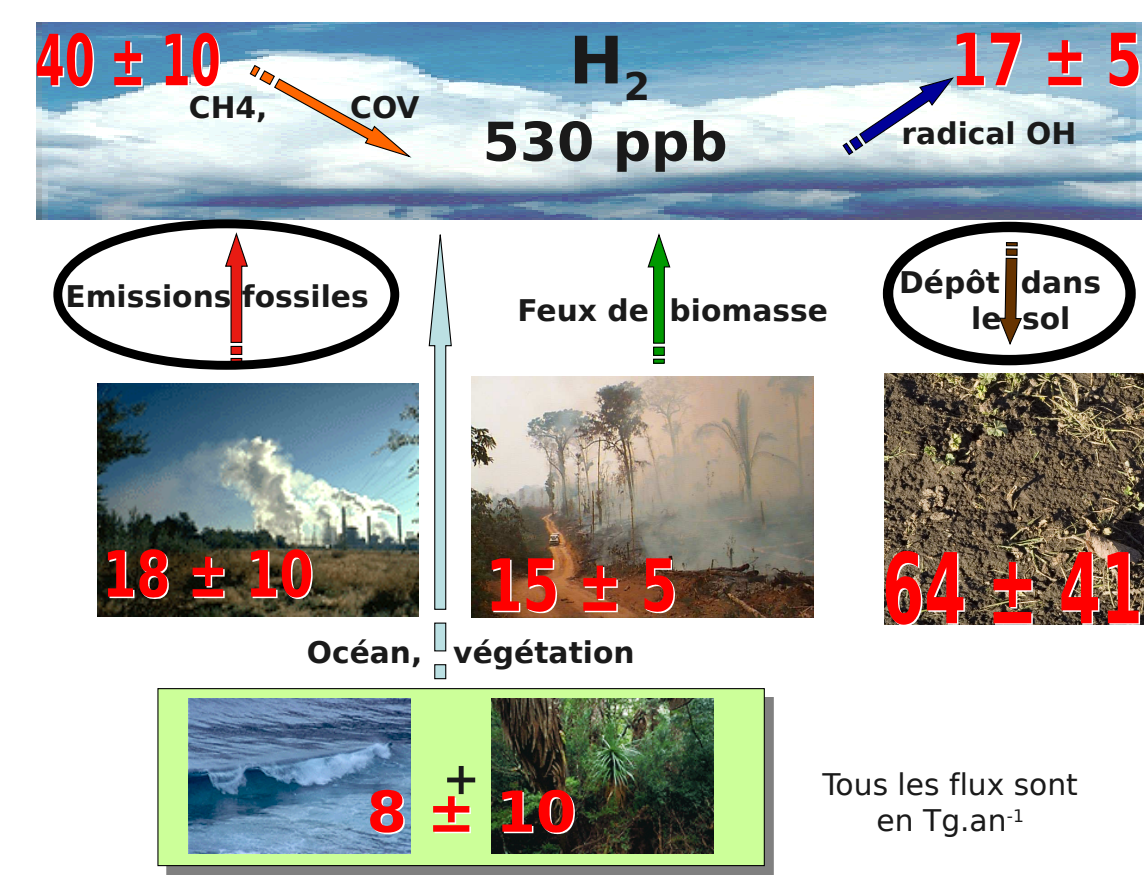 40 ± 10
H2
17 ± 5
CH4, COV
530 ppb
radical OH
Emissions fossiles
Feux de biomasse
Dépôt dans
le sol
18 ± 10
15 ± 5
64 ± 41
Océan, végétation
+
8 ± 10
Tous les flux sont
en Tg.an-1